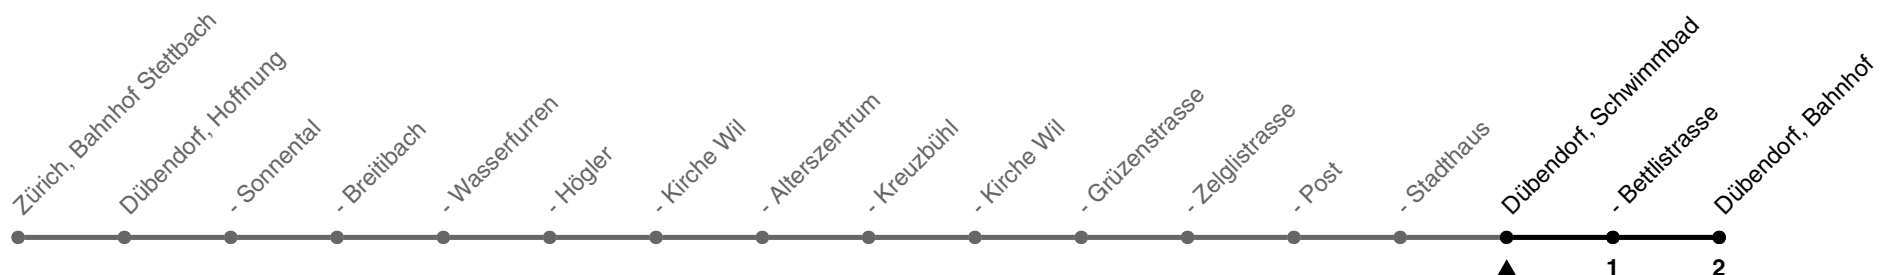 Zürich, Bahnhof Stettbach
Dübendorf, Hoffnung
- Sonnental
- Breitibach
- Wasserfurren
- Högler
- Kirche Wil
- Alterszentrum
- Kreuzbühl
- Kirche Wil
- Grüzenstrasse
- Zelglistrasse
- Post
- Stadthaus
Dübendorf, Schwimmbad
- Bettlistrasse
Dübendorf, Bahnhof
1
2